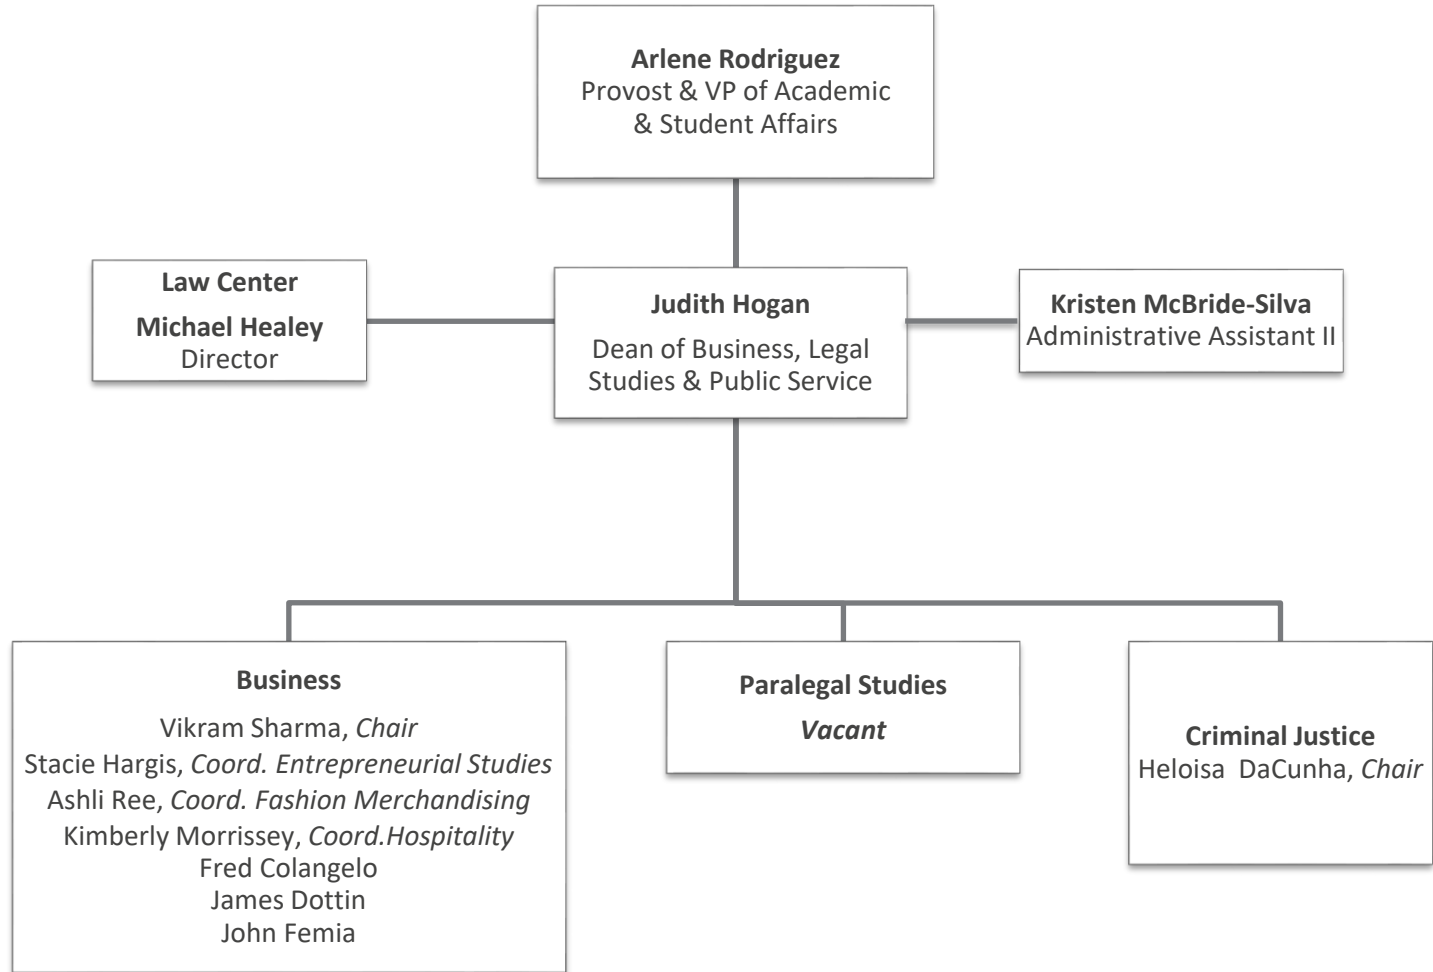 Arlene Rodriguez
Provost & VP of Academic
& Student Affairs
Law Center
Michael Healey
Director
Judith Hogan
Dean of Business, Legal
Studies & Public Service
Kristen McBride-Silva
Administrative Assistant II
Business
Vikram Sharma, Chair
Stacie Hargis, Coord. Entrepreneurial Studies
Ashli Ree, Coord. Fashion Merchandising
Kimberly Morrissey, Coord.Hospitality
Fred Colangelo
James Dottin
John Femia
Paralegal Studies
Vacant
Criminal Justice
Heloisa  DaCunha, Chair